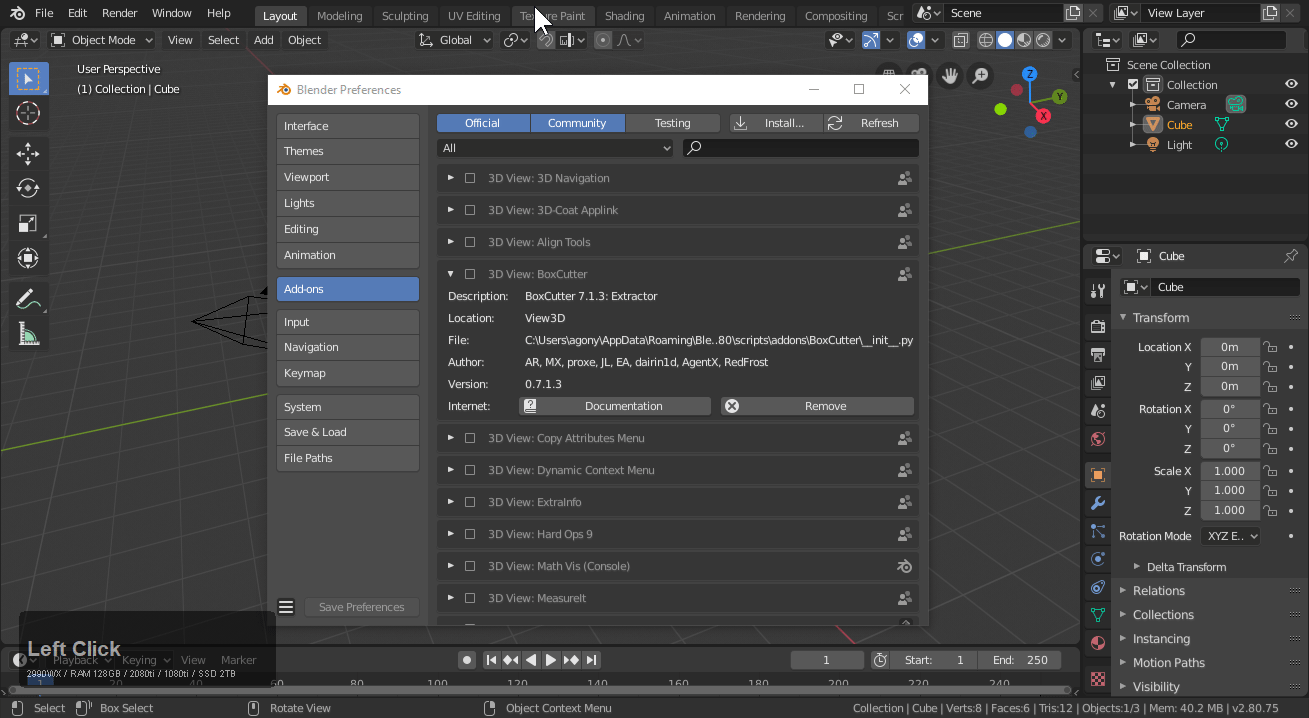 File Edit Render Window Help Layout Modeling Sculpting UV Editing Texture Paint Shading Animation Rendering Compositing Scr Scene View Layer
Object Mode View Select Add Object Global
User Perspective
(1) Collection | Cube
Blender Preferences
Interface
Themes
Viewport
Lights
Editing
Animation
Add-ons
Input
Navigation
Keymap
System
Save & Load
File Paths
Save Preferences
Official Community Testing Install... Refresh
All
3D View: 3D Navigation
3D View: 3D-Coat Applink
3D View: Align Tools
3D View: BoxCutter
Description: BoxCutter 7.1.3: Extractor
Location: View3D
File: C:\Users\agony\AppData\Roaming\Ble..80\scripts\addons\BoxCutter\__init__.py
Author: AR, MX, proxe, JL, EA, dairin1d, AgentX, RedFrost
Version: 0.7.1.3
Internet: Documentation Remove
3D View: Copy Attributes Menu
3D View: Dynamic Context Menu
3D View: ExtraInfo
3D View: Hard Ops 9
3D View: Math Vis (Console)
3D View: MeasureIt
Z
Y
X
Scene Collection
Collection
Camera
Cube
Light
Cube
Cube
Transform
Location X 0m
Y 0m
Z 0m
Rotation X 0°
Y 0°
Z 0°
Scale X 1.000
Y 1.000
Z 1.000
Rotation Mode XYZ E..
Delta Transform
Relations
Collections
Instancing
Motion Paths
Visibility
Left Click
Playback Keying View Marker
2990WX / RAM 128GB / 2080ti / 1080ti / SSD 2TB
1 Start: 1 End: 250
1 20 40 60 80 100 120 140 160 180 200 220 240
Select Box Select Rotate View Object Context Menu Collection | Cube | Verts:8 | Faces:6 | Tris:12 | Objects:1/3 | Mem: 40.2 MB | v2.80.75